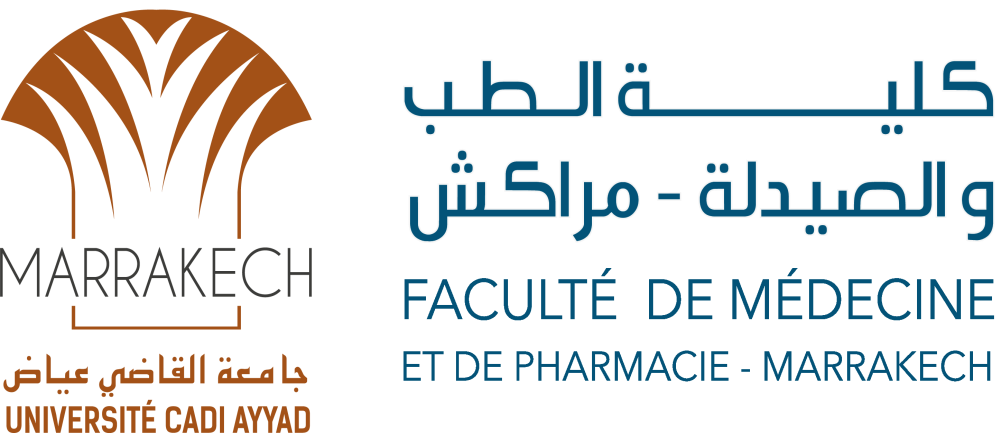 MARRAKECH
جامعة القاضي عياض
UNIVERSITÉ CADI AYYAD
كلية الطب
والصيدلة - مراكش
FACULTÉ DE MÉDECINE
ET DE PHARMACIE - MARRAKECH